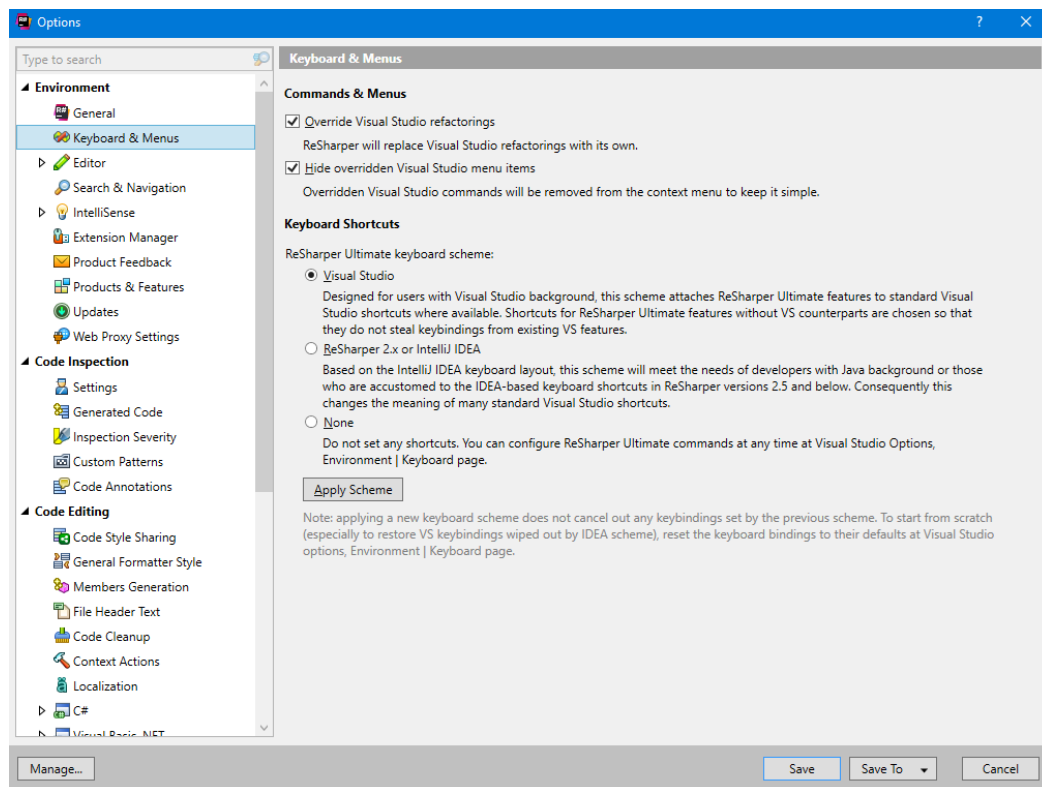 Options
Type to search
Environment
General
Keyboard & Menus
Editor
Search & Navigation
IntelliSense
Extension Manager
Product Feedback
Products & Features
Updates
Web Proxy Settings
Code Inspection
Settings
Generated Code
Inspection Severity
Custom Patterns
Code Annotations
Code Editing
Code Style Sharing
General Formatter Style
Members Generation
File Header Text
Code Cleanup
Context Actions
Localization
C#
Visual Basic .NET
Keyboard & Menus
Commands & Menus
Override Visual Studio refactorings
ReSharper will replace Visual Studio refactorings with its own.
Hide overridden Visual Studio menu items
Overridden Visual Studio commands will be removed from the context menu to keep it simple.
Keyboard Shortcuts
ReSharper Ultimate keyboard scheme:
Visual Studio
Designed for users with Visual Studio background, this scheme attaches ReSharper Ultimate features to standard Visual
Studio shortcuts where available. Shortcuts for ReSharper Ultimate features without VS counterparts are chosen so that
they do not steal keybindings from existing VS features.
ReSharper 2.x or IntelliJ IDEA
Based on the IntelliJ IDEA keyboard layout, this scheme will meet the needs of developers with Java background or those
who are accustomed to the IDEA-based keyboard shortcuts in ReSharper versions 2.5 and below. Consequently this
changes the meaning of many standard Visual Studio shortcuts.
None
Do not set any shortcuts. You can configure ReSharper Ultimate commands at any time at Visual Studio Options,
Environment | Keyboard page.
Apply Scheme
Note: applying a new keyboard scheme does not cancel out any keybindings set by the previous scheme. To start from scratch
(especially to restore VS keybindings wiped out by IDEA scheme), reset the keyboard bindings to their defaults at Visual Studio
options, Environment | Keyboard page.
Manage...
Save
Save To
Cancel